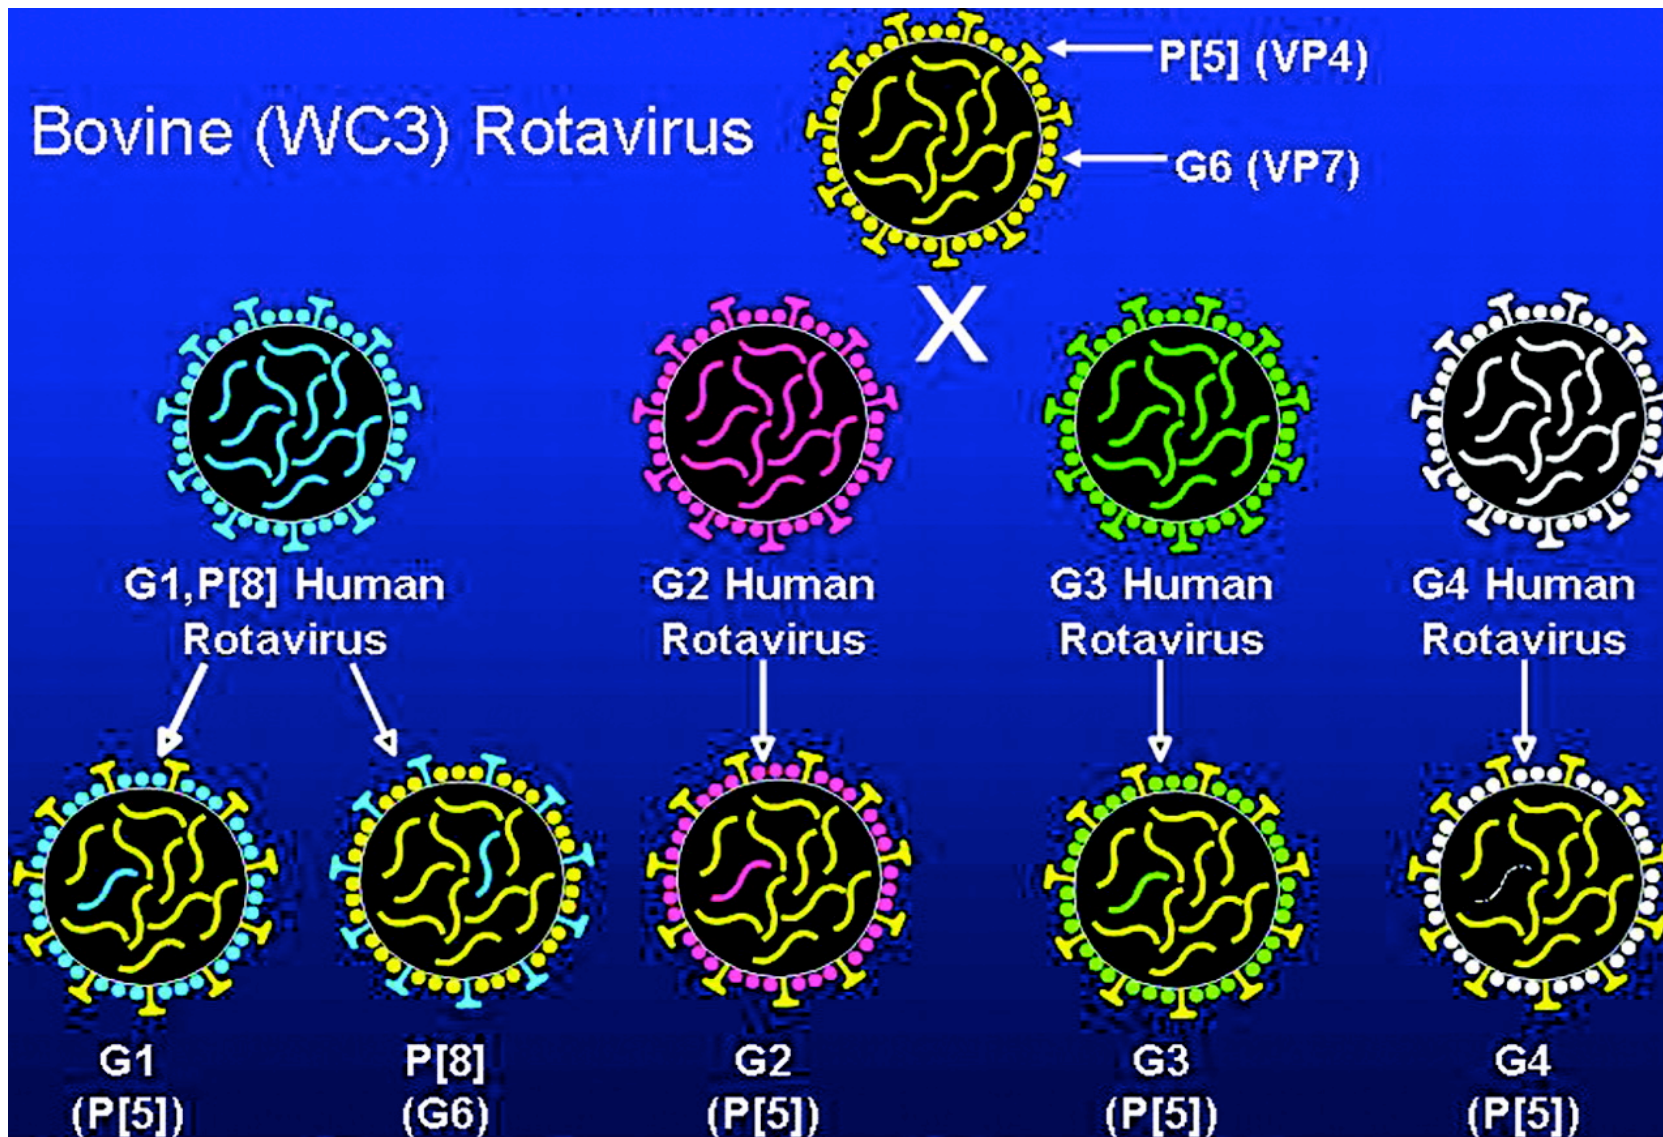 Bovine (WC3) Rotavirus
P[5] (VP4)
G6 (VP7)
X
G1,P[8] Human
Rotavirus
G2 Human
Rotavirus
G3 Human
Rotavirus
G4 Human
Rotavirus
G1
(P[5])
P[8]
(G6)
G2
(P[5])
G3
(P[5])
G4
(P[5])